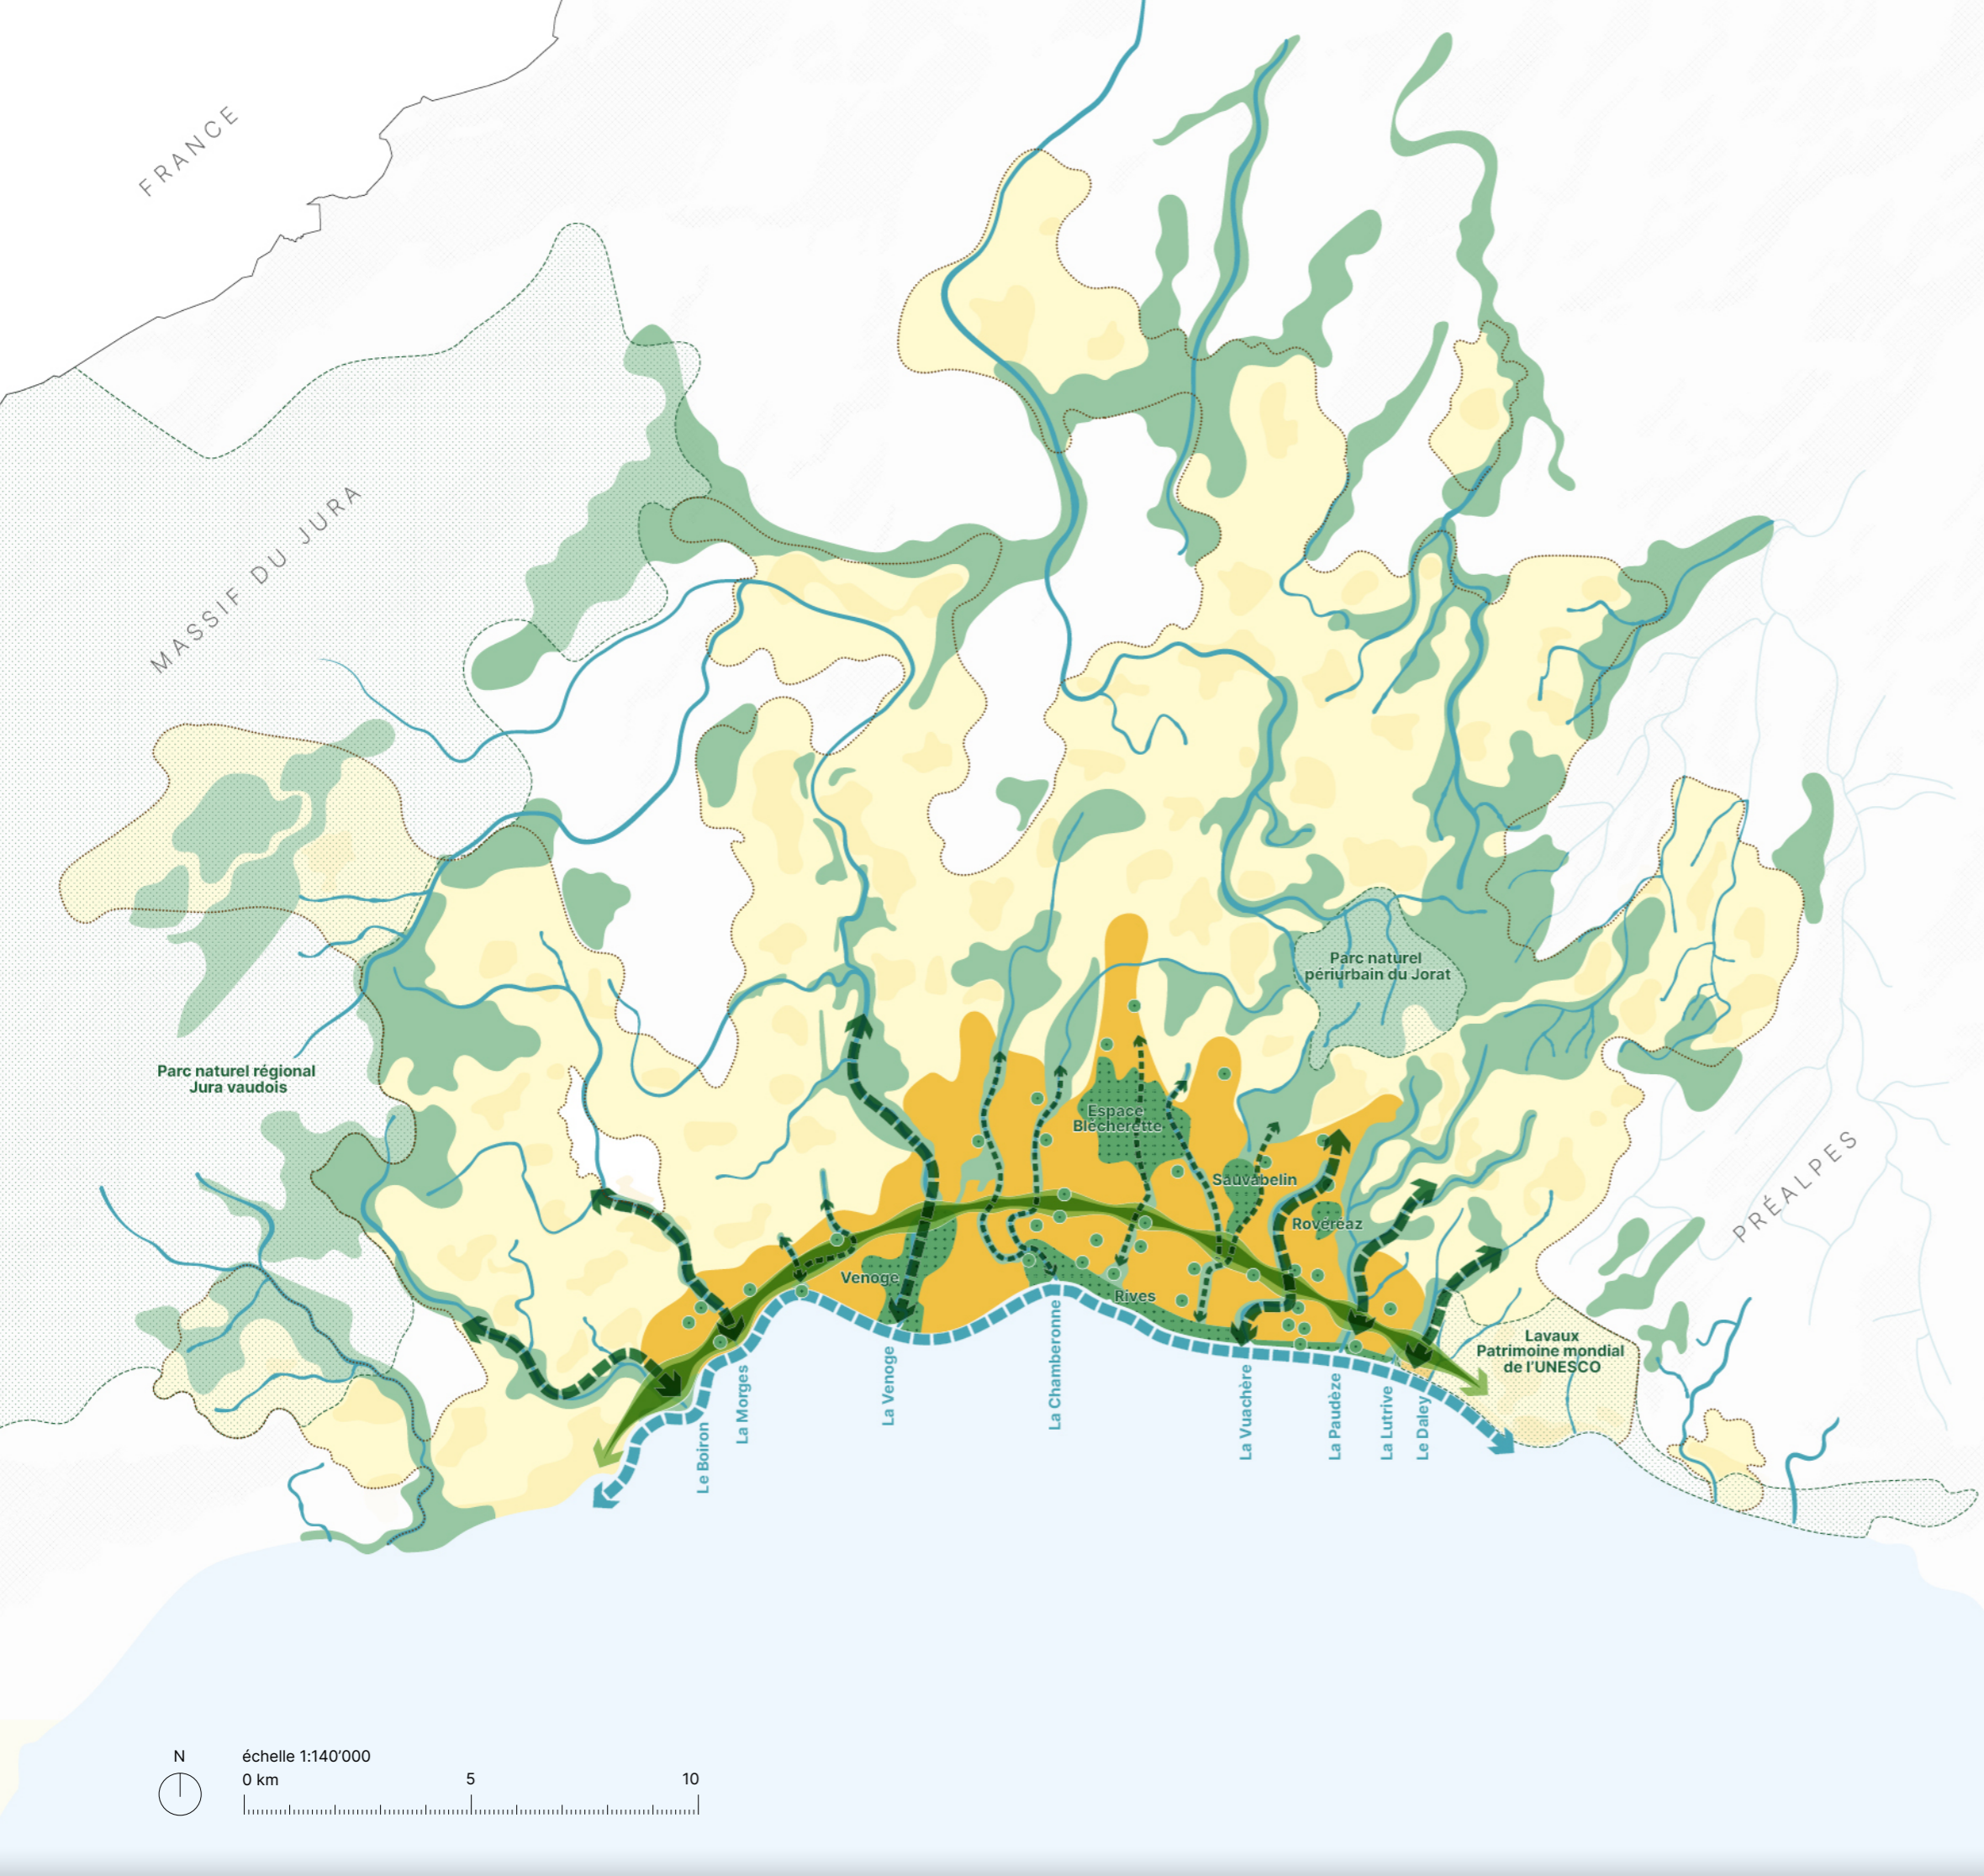 FRANCE
MASSIF DU JURA
Parc naturel
périurbain du Jorat
Parc naturel régional
Jura vaudois
Espace
Blécherette
Sauvabelin
Rovéréaz
PRÉALPES
Venoge
Rives
Lavaux
Patrimoine mondial
de l'UNESCO
Le Boiron
La Morges
La Venoge
La Chamberonne
La Vuachère
La Paudèze
La Lutrive
Le Daley
N
échelle 1:140'000
0 km 5 10